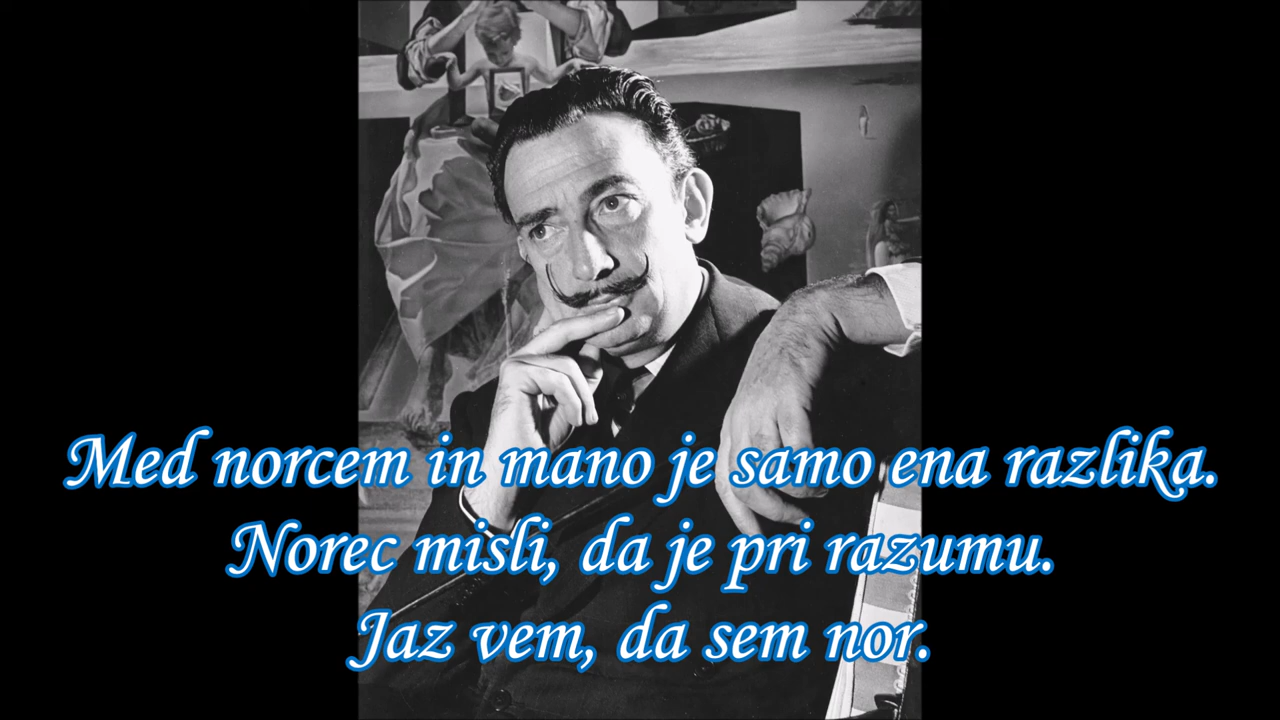 Med norcem in mano je samo ena razlika.
Norec misli, da je pri razumu.
Jaz vem, da sem nor.